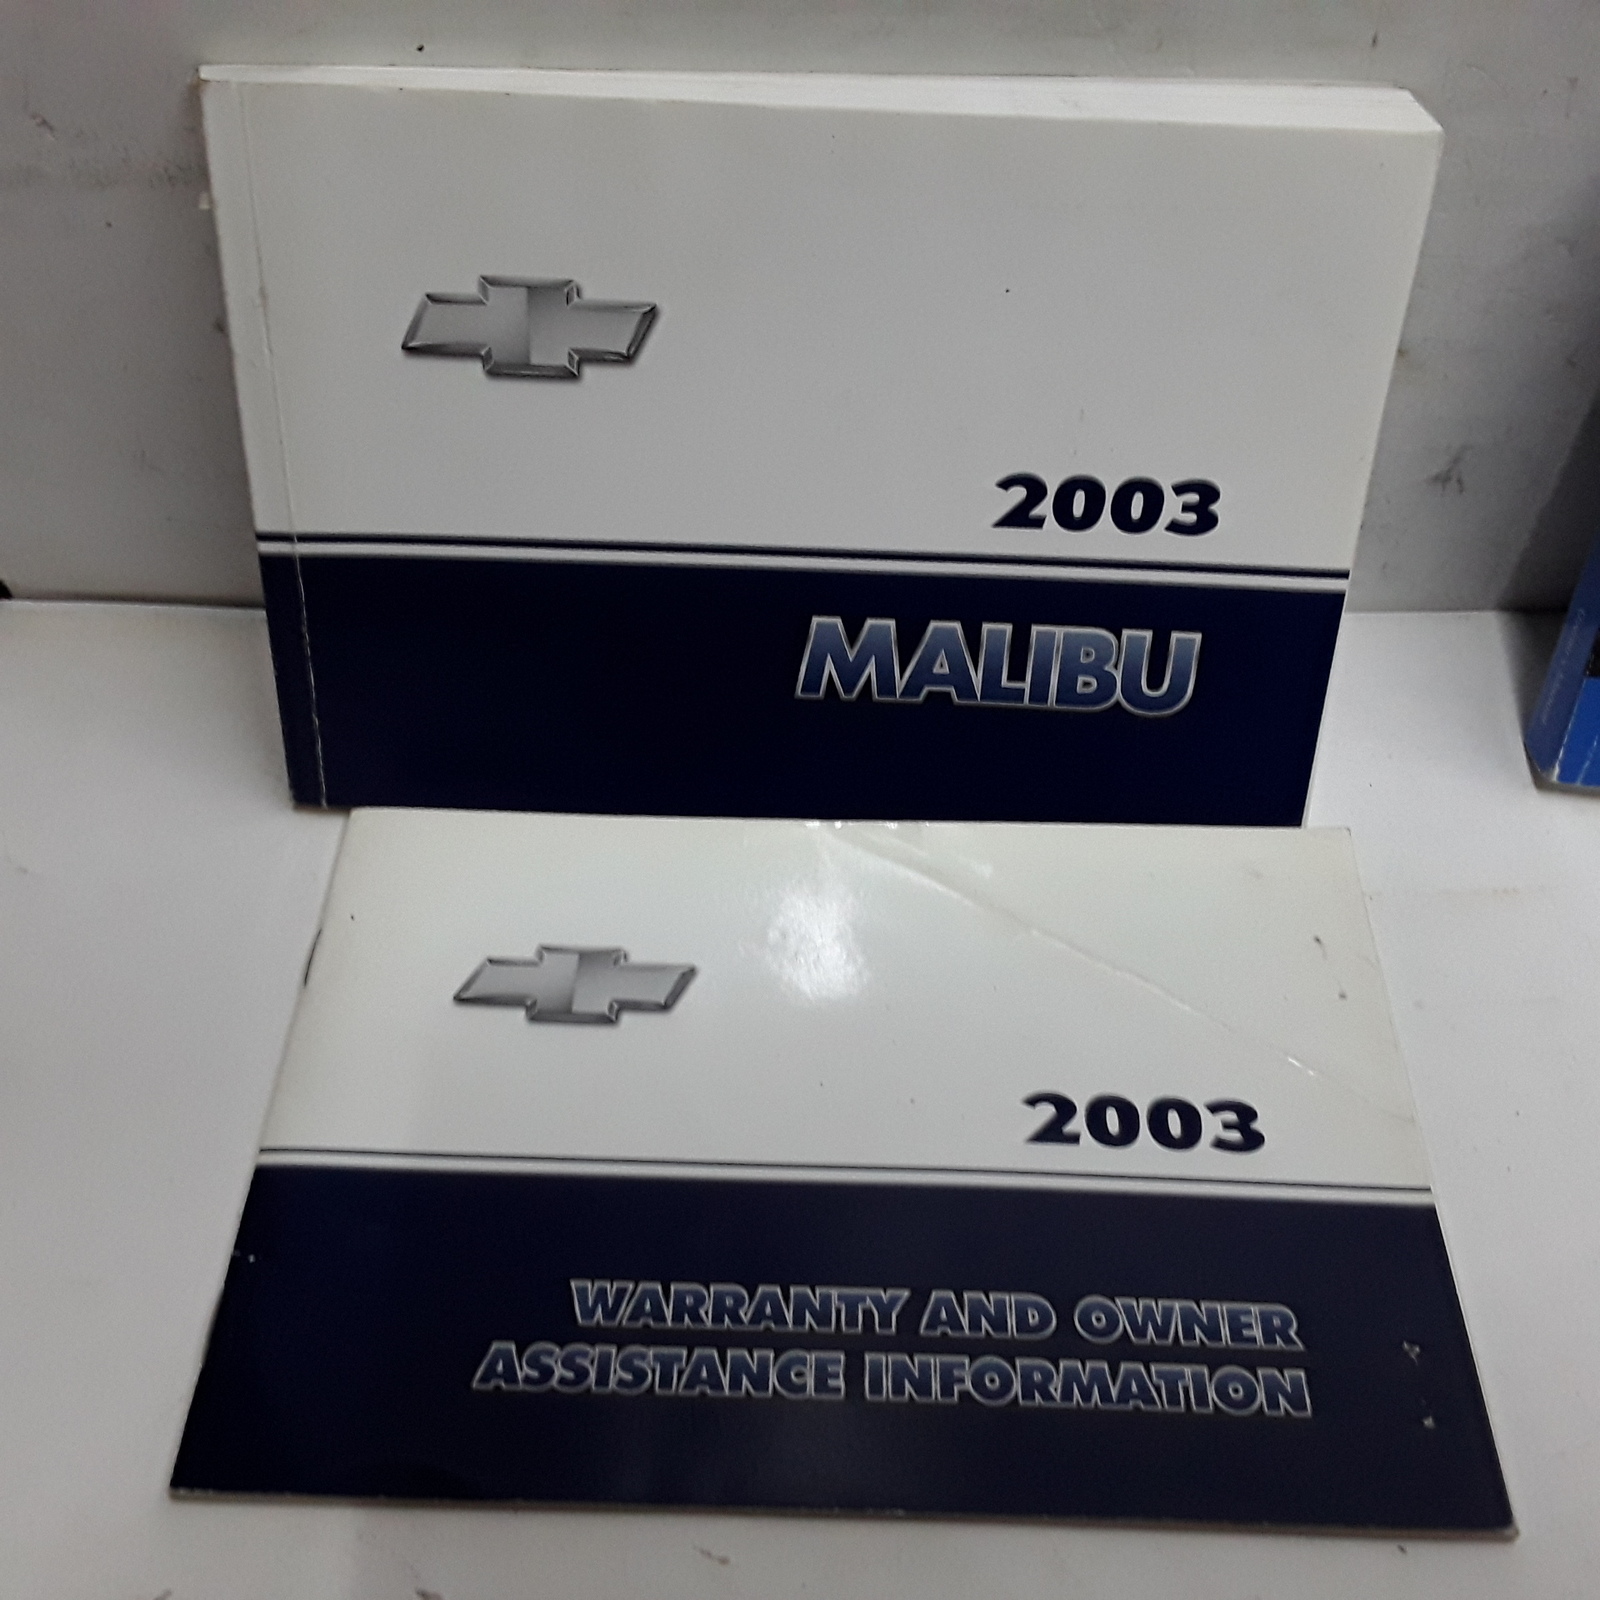 2003
MALIBU
2003
WARRANTY AND OWNER
ASSISTANCE INFORMATION